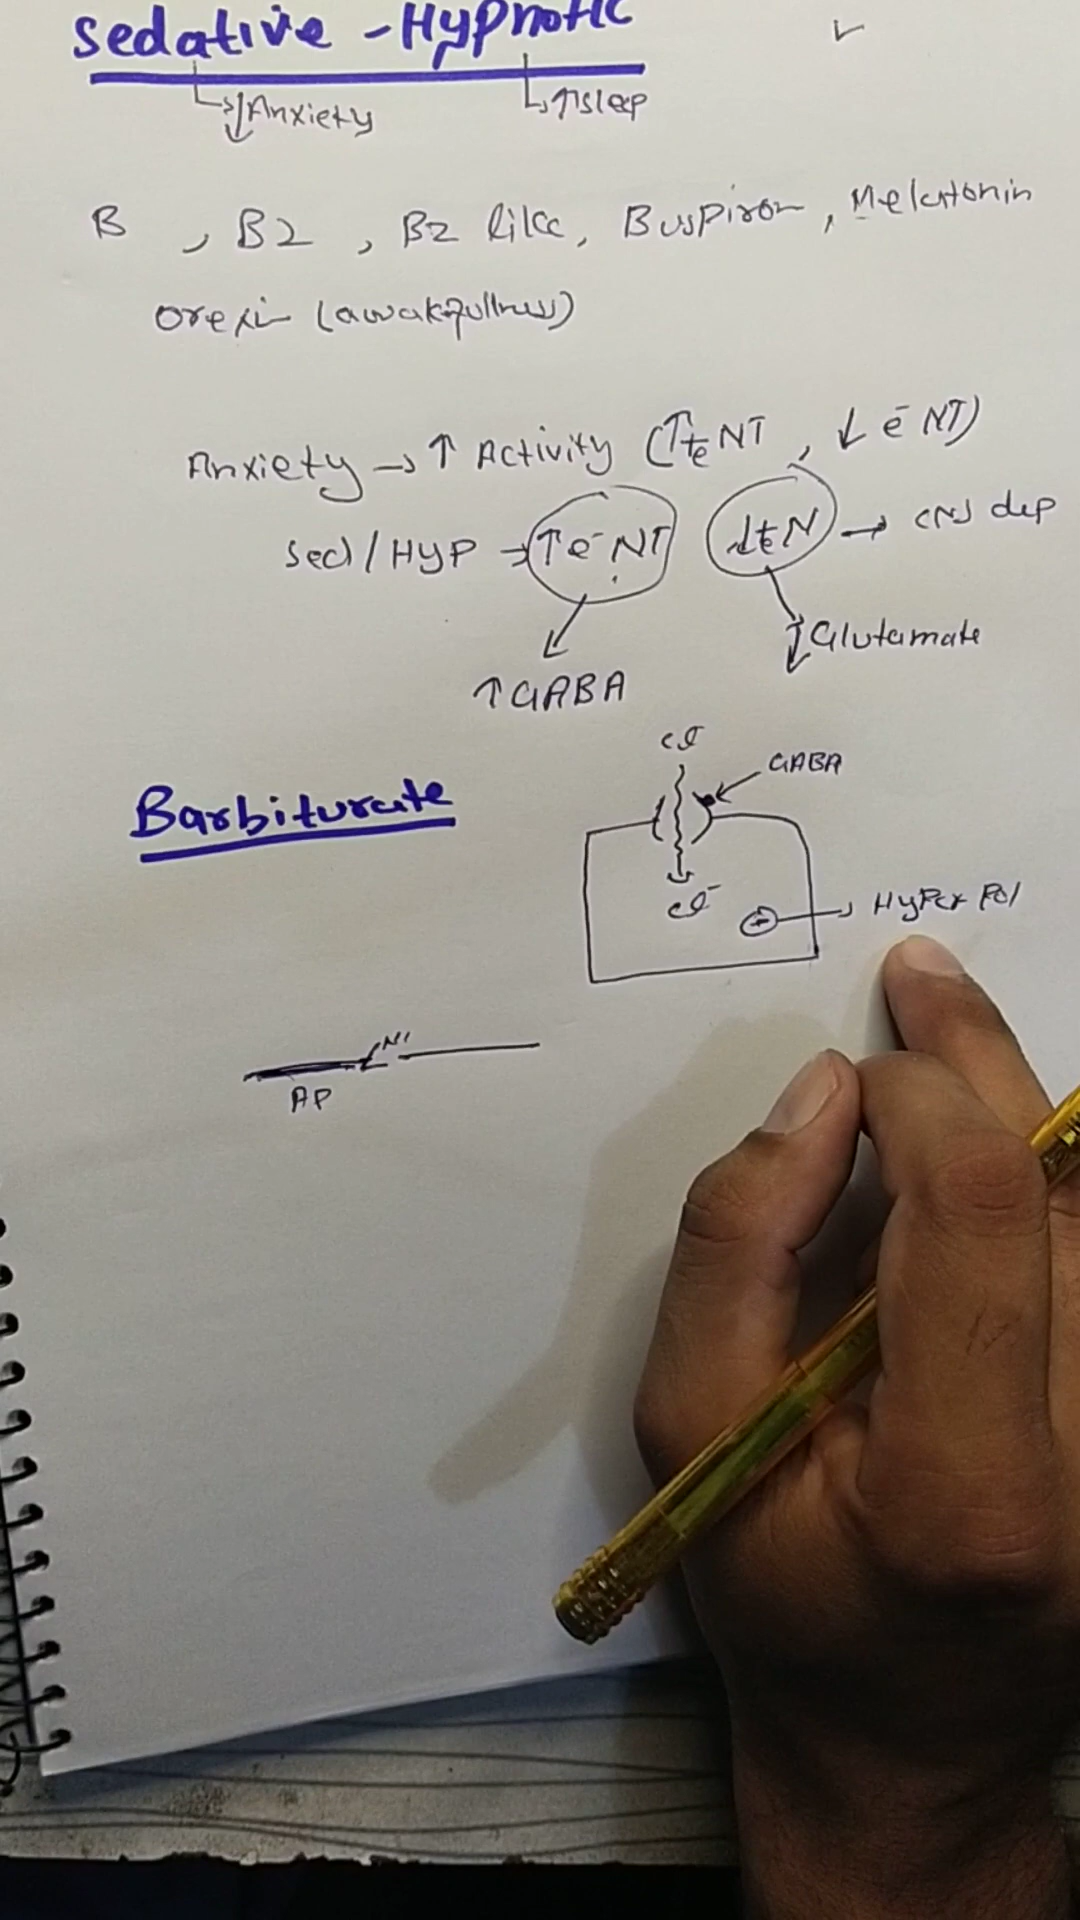 Sedative - Hypnotic
↓Anxiety ↑sleep
B , BZ , BZ like, Buspiron , Melatonin
Orexin (awakefullness)
Anxiety → ↑ Activity (↑+e NT , ↓ e⁻ NT)
Sed / HYP → ↑ e⁻ NT ↓+e N → CNS dep
↓ Glutamate
↑ GABA
Cl⁻
GABA
Barbiturate
Cl⁻
+ → Hyper Pol
AP